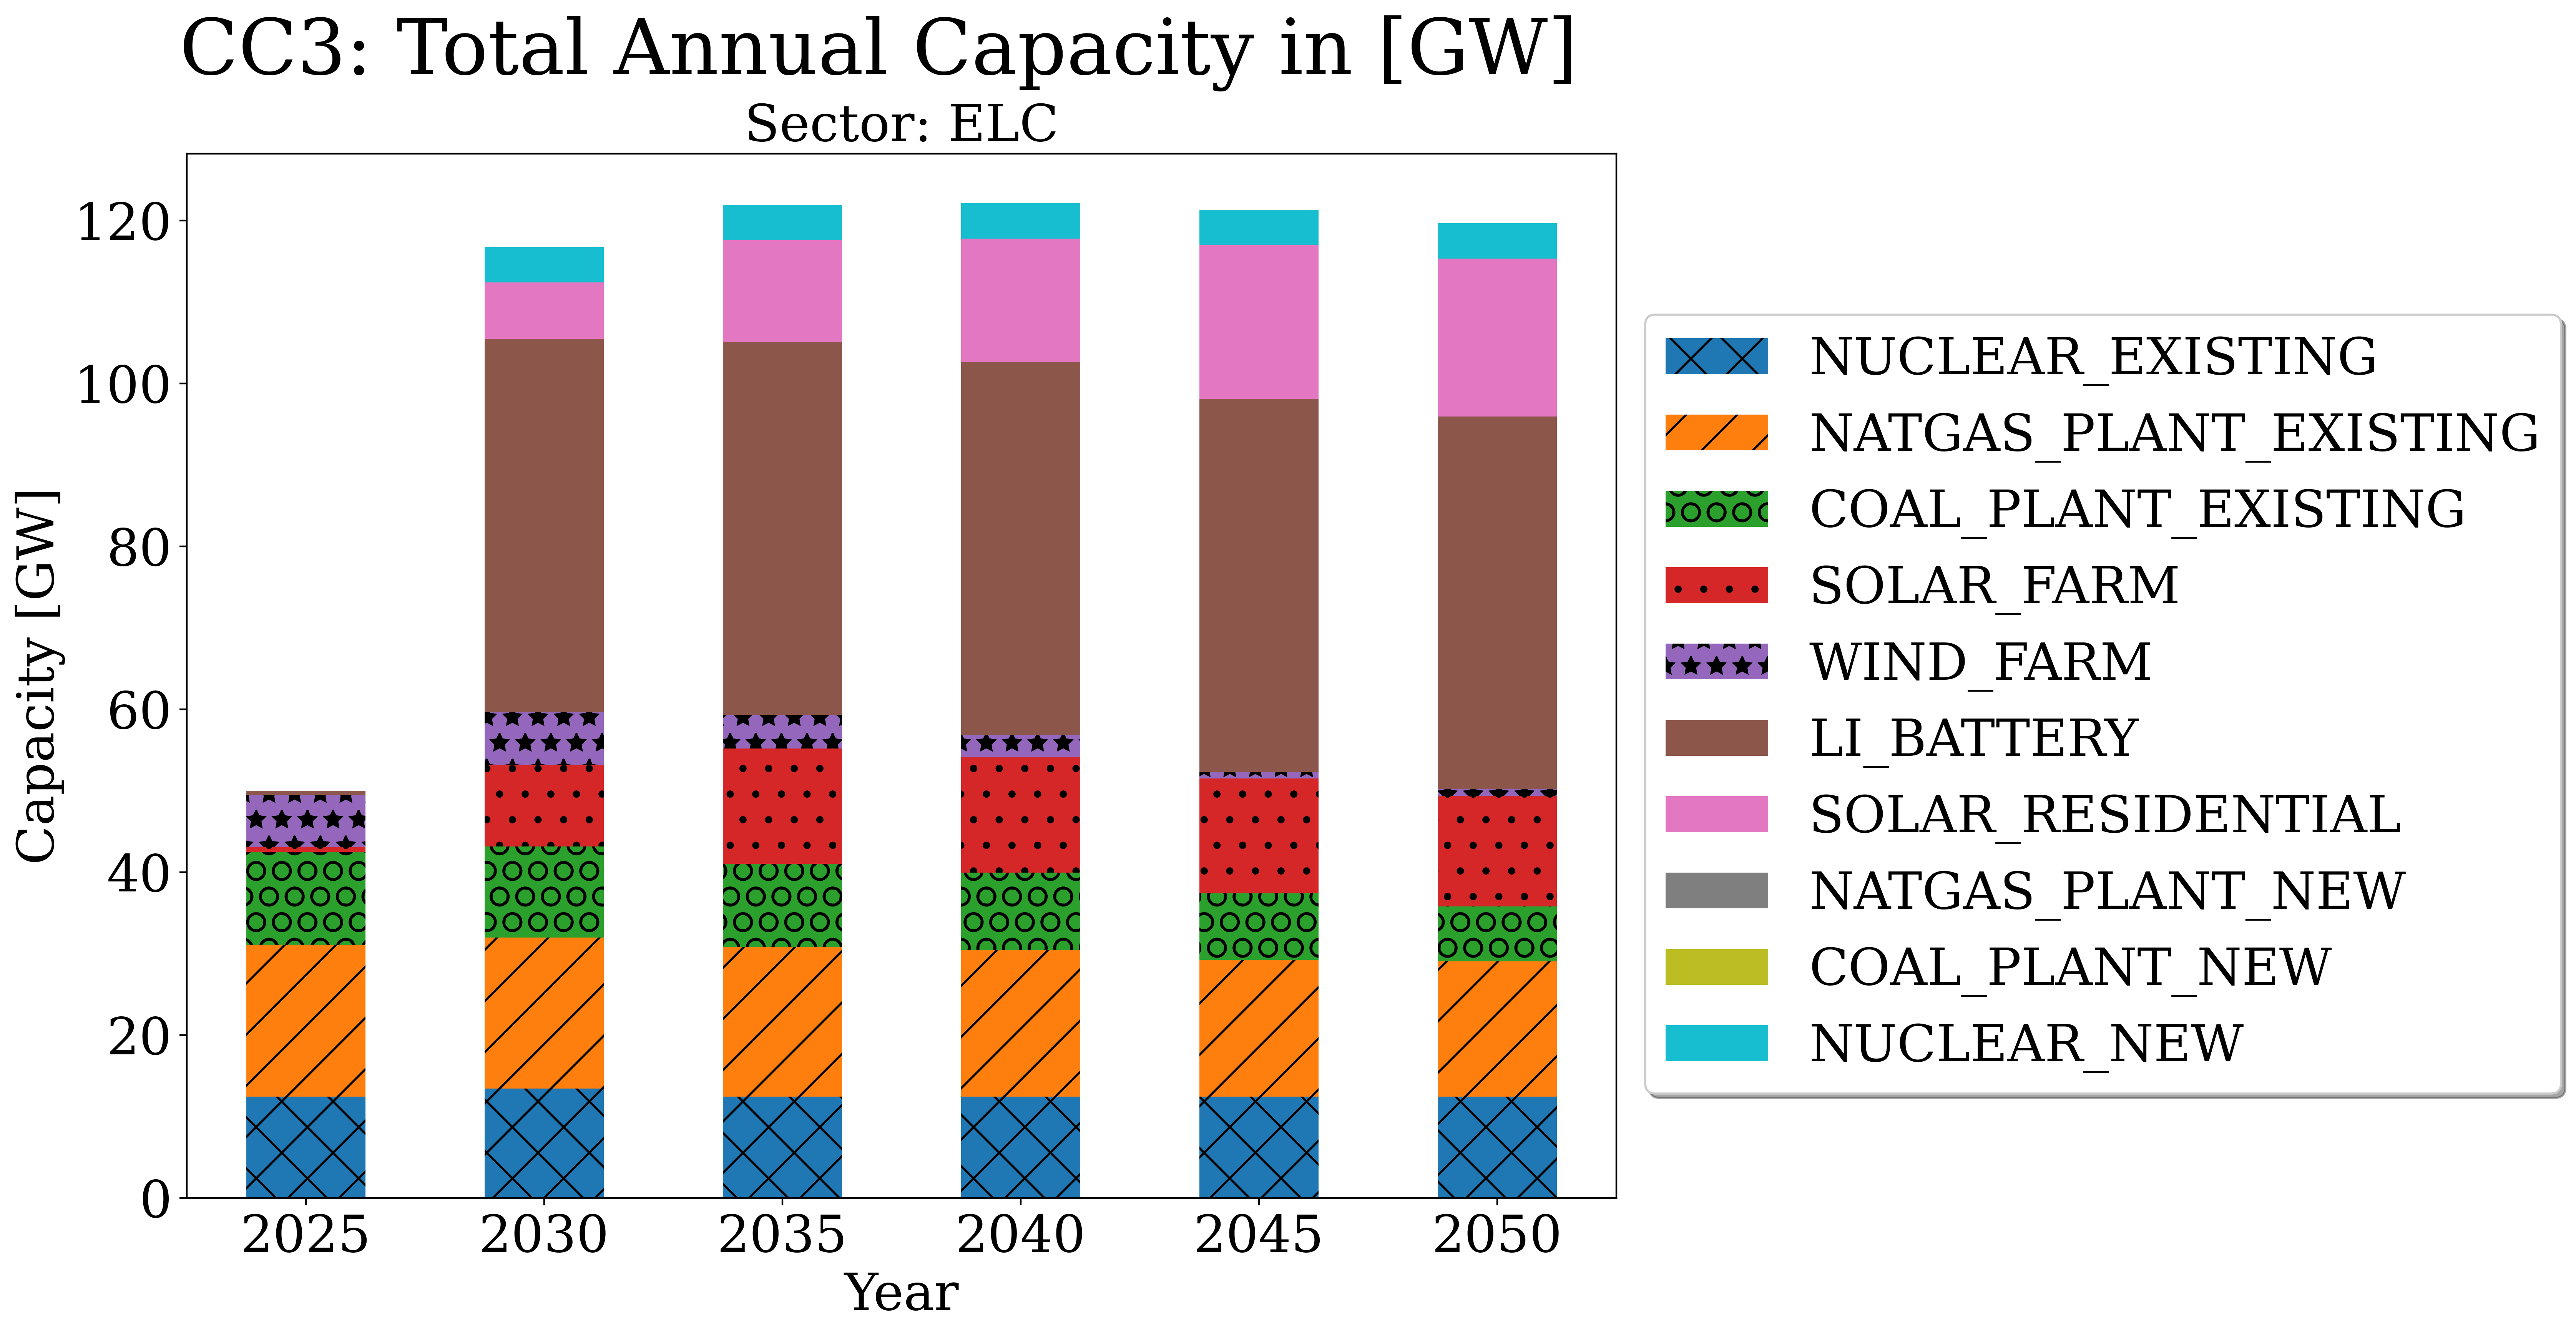 CC3: Total Annual Capacity in [GW]
Sector: ELC
Capacity [GW]
120
100
80
60
40
20
0
2025 2030 2035 2040 2045 2050
Year
NUCLEAR_EXISTING
NATGAS_PLANT_EXISTING
COAL_PLANT_EXISTING
SOLAR_FARM
WIND_FARM
LI_BATTERY
SOLAR_RESIDENTIAL
NATGAS_PLANT_NEW
COAL_PLANT_NEW
NUCLEAR_NEW